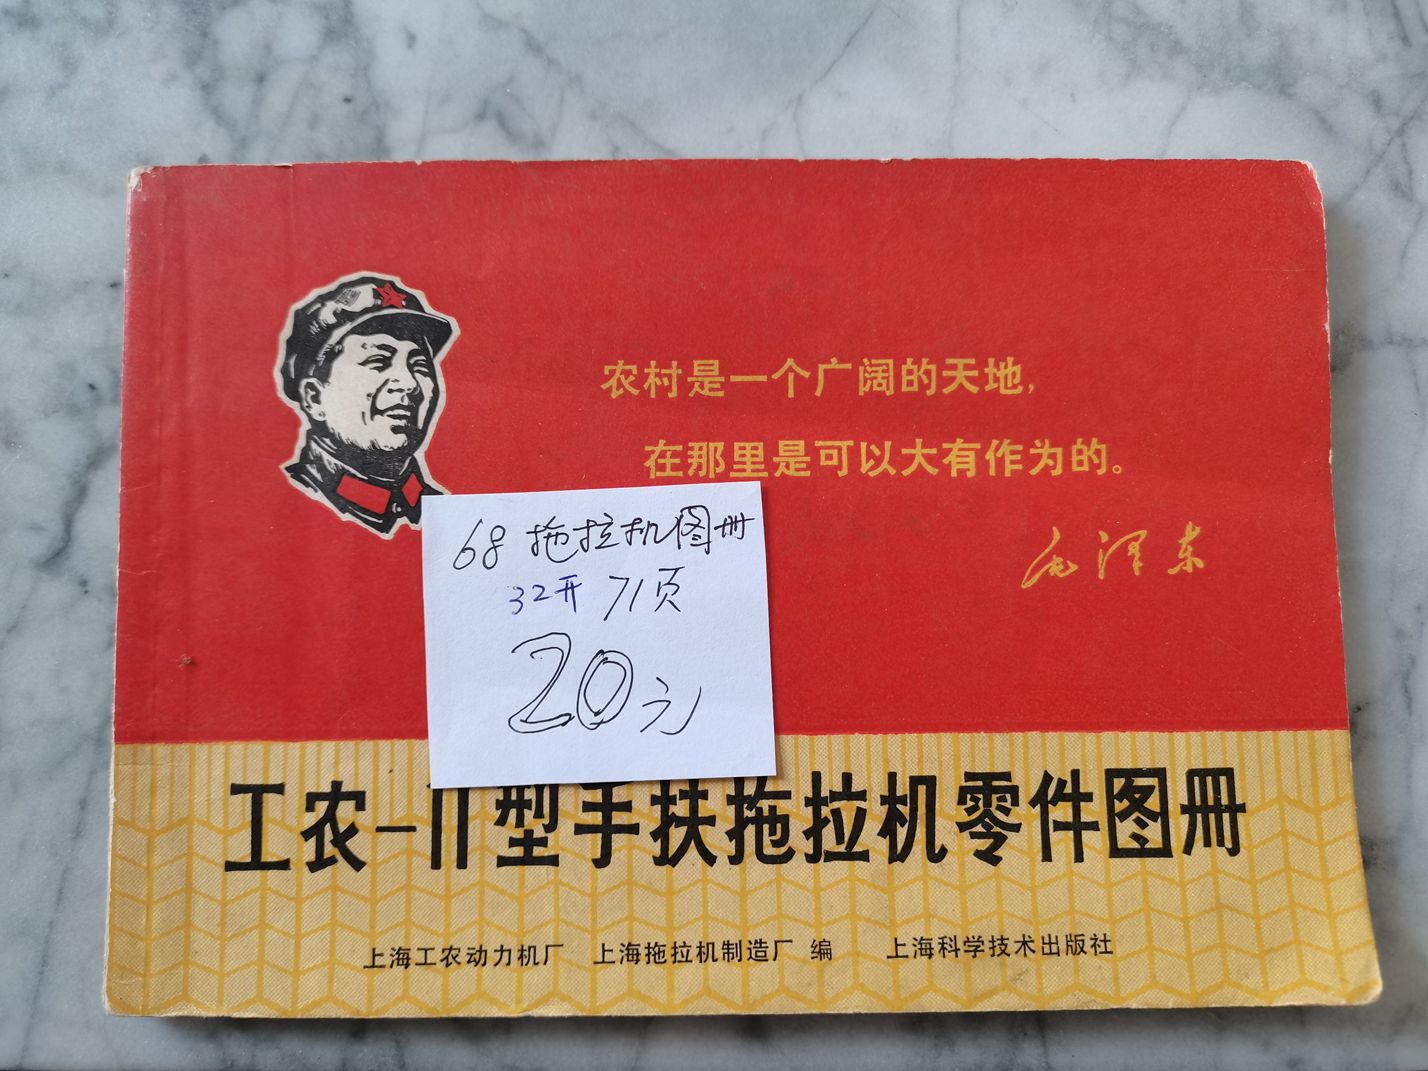 农村是一个广阔的天地,
在那里是可以大有作为的。
毛泽东
68拖拉机图册
32开 71页
20元
工农-11型手扶拖拉机零件图册
上海工农动力机厂 上海拖拉机制造厂 编 上海科学技术出版社